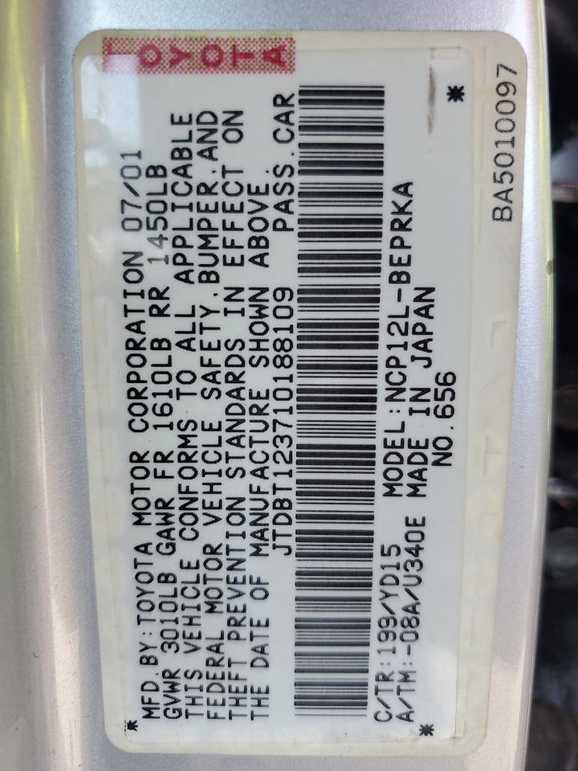 TOYOTA
MFD. BY: TOYOTA MOTOR CORPORATION 07/01
GVWR 3010LB GAWR FR 1610LB RR 1450LB
THIS VEHICLE CONFORMS TO ALL APPLICABLE
FEDERAL MOTOR VEHICLE SAFETY, BUMPER, AND
THEFT PREVENTION STANDARDS IN EFFECT ON
THE DATE OF MANUFACTURE SHOWN ABOVE.
JTDBT123710188109 PASS. CAR
C/TR: 199/YD15 MODEL: NCP12L-BEPRKA
A/TM: -08A/U340E MADE IN JAPAN
NO. 656
BA5010097